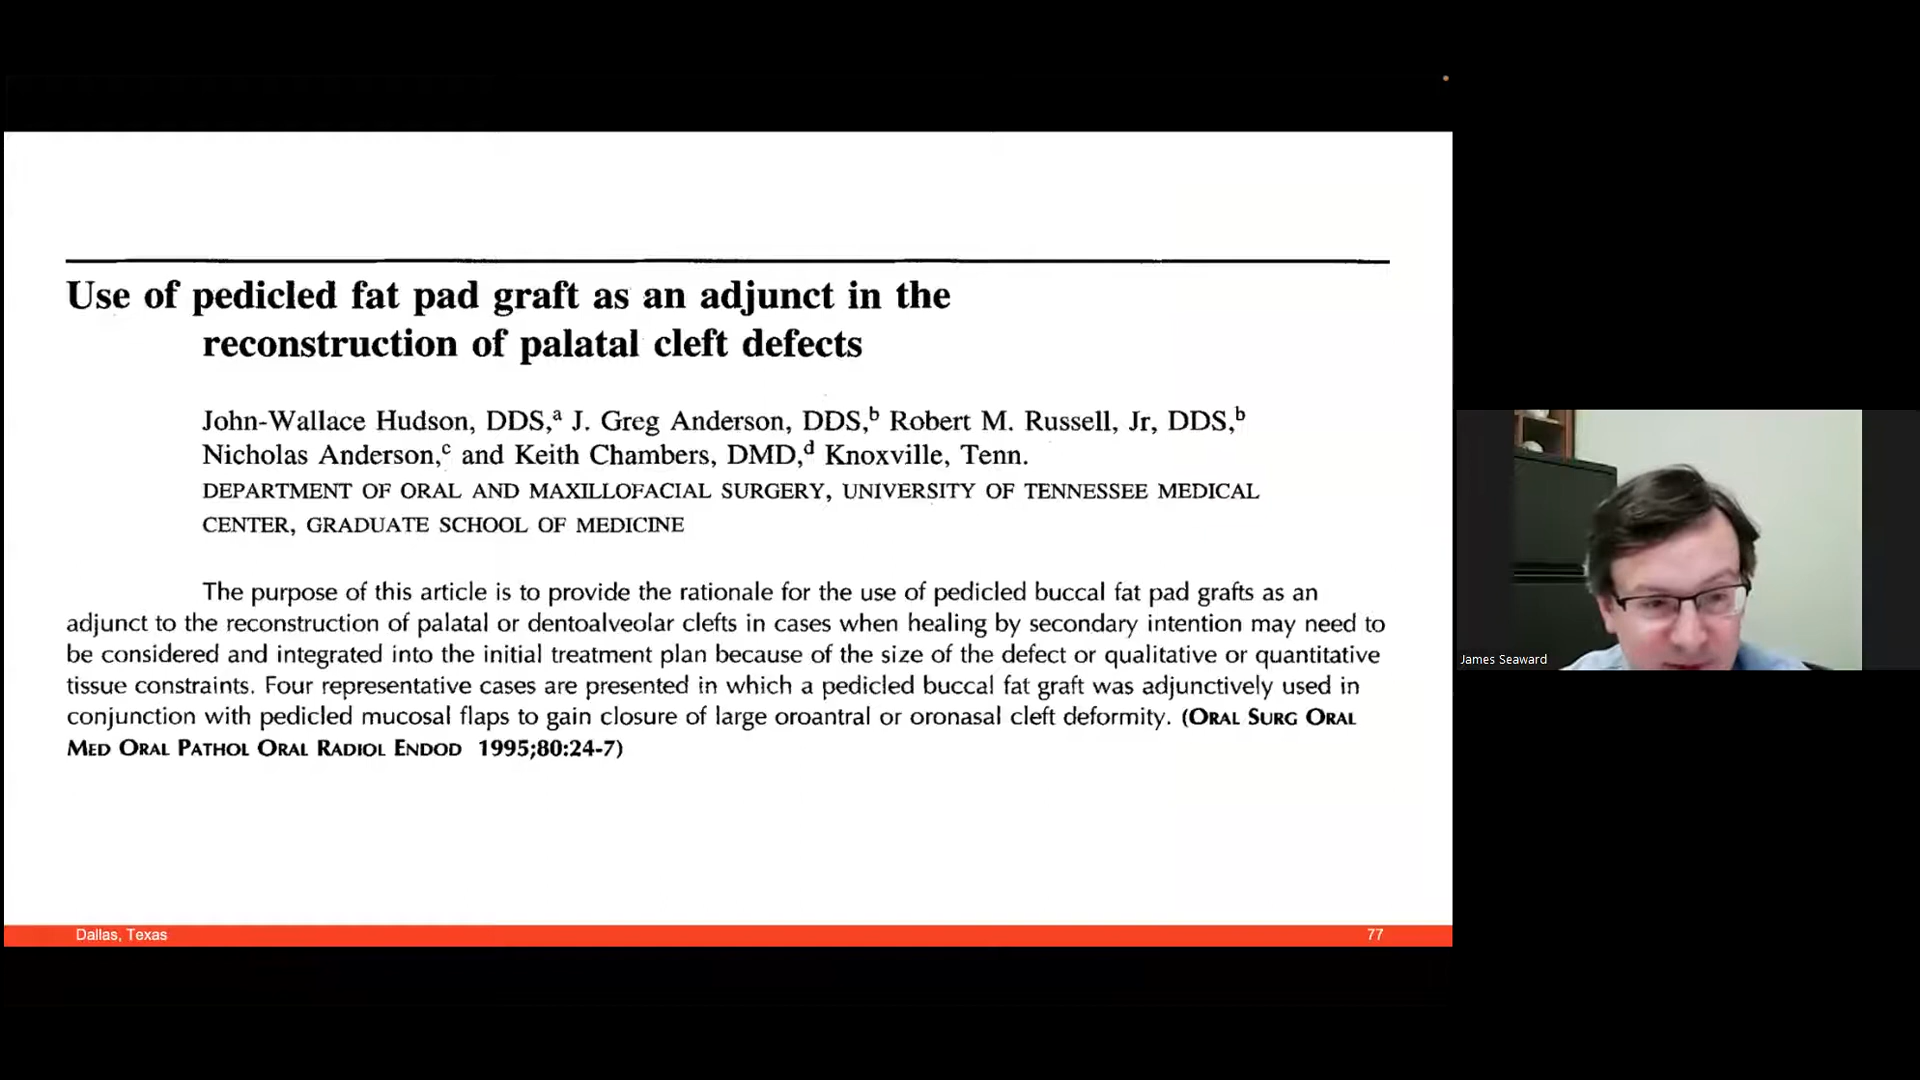 Use of pedicled fat pad graft as an adjunct in the
reconstruction of palatal cleft defects
John-Wallace Hudson, DDS,a J. Greg Anderson, DDS,b Robert M. Russell, Jr, DDS,b
Nicholas Anderson,c and Keith Chambers, DMD,d Knoxville, Tenn.
DEPARTMENT OF ORAL AND MAXILLOFACIAL SURGERY, UNIVERSITY OF TENNESSEE MEDICAL
CENTER, GRADUATE SCHOOL OF MEDICINE
The purpose of this article is to provide the rationale for the use of pedicled buccal fat pad grafts as an
adjunct to the reconstruction of palatal or dentoalveolar clefts in cases when healing by secondary intention may need to
be considered and integrated into the initial treatment plan because of the size of the defect or qualitative or quantitative
tissue constraints. Four representative cases are presented in which a pedicled buccal fat graft was adjunctively used in
conjunction with pedicled mucosal flaps to gain closure of large oroantral or oronasal cleft deformity. (ORAL SURG ORAL
MED ORAL PATHOL ORAL RADIOL ENDOD 1995;80:24-7)
James Seaward
Dallas, Texas
77